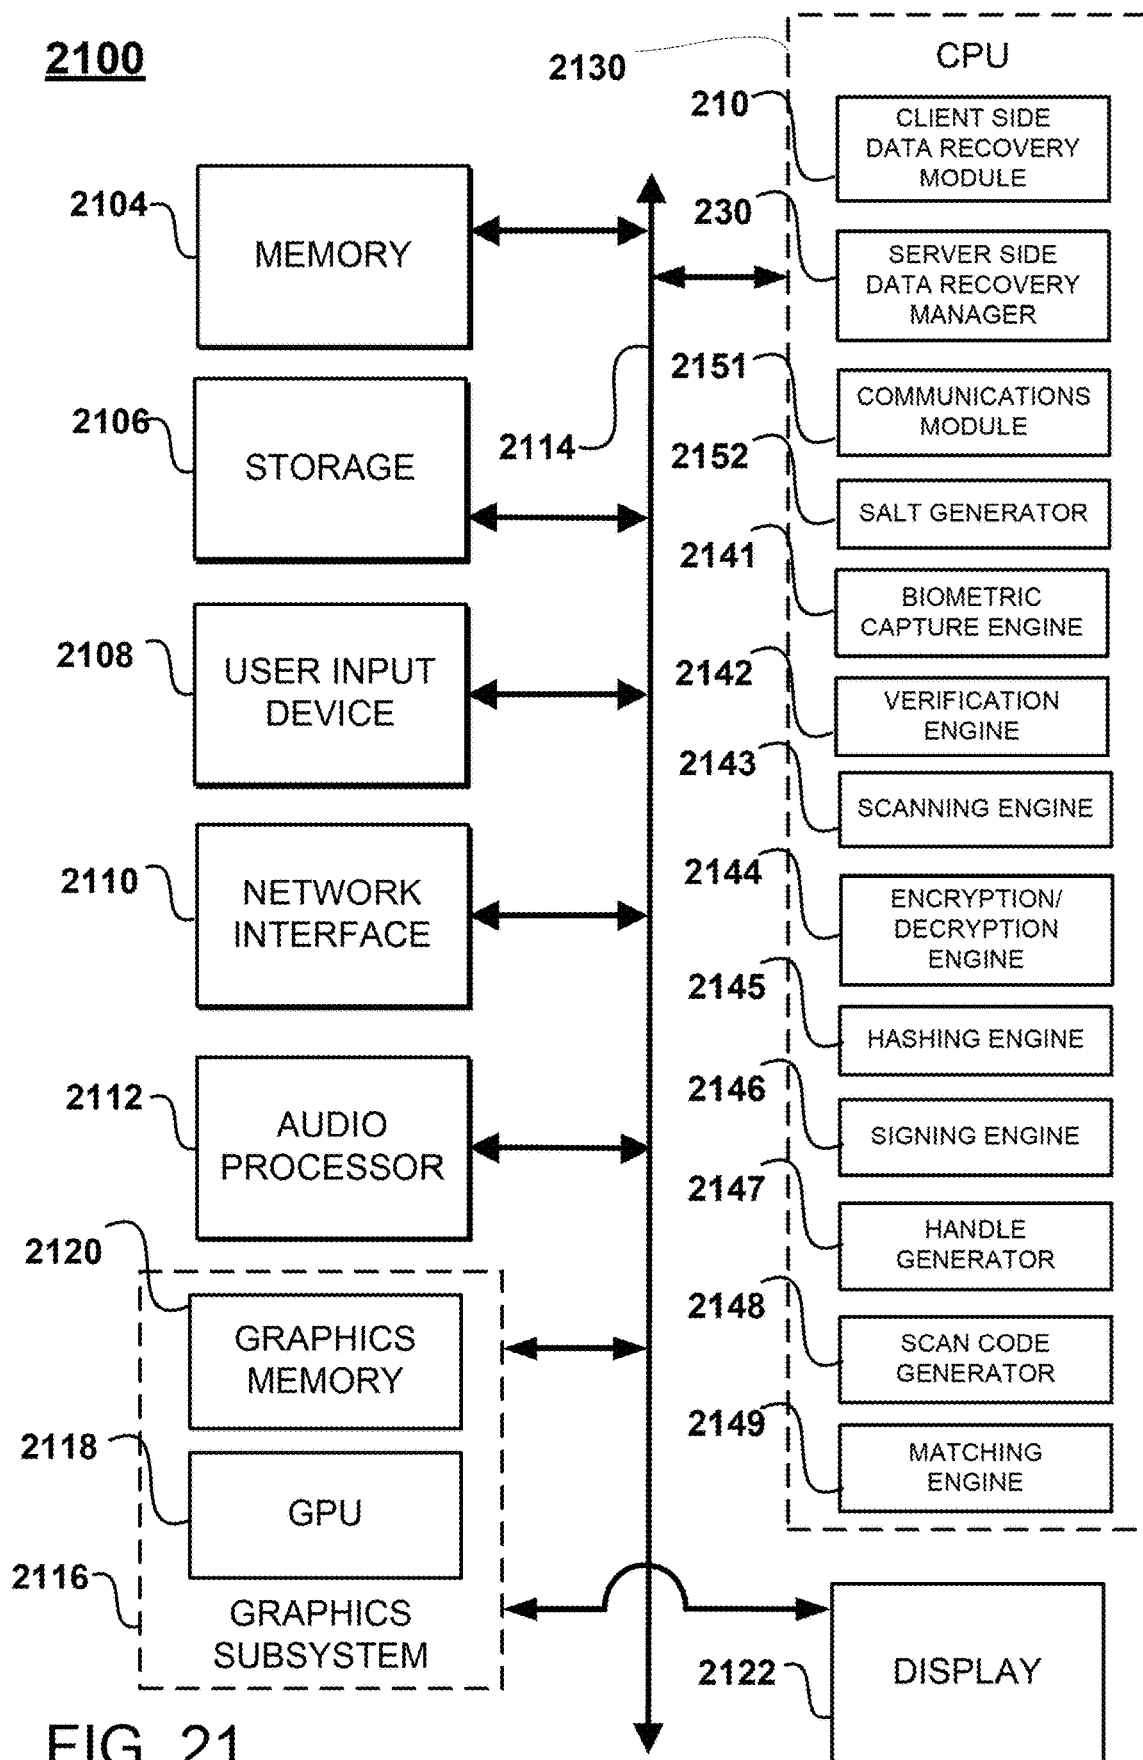 2100
2130
CPU
210
CLIENT SIDE
DATA RECOVERY
MODULE
2104
MEMORY
230
SERVER SIDE
DATA RECOVERY
MANAGER
2151
COMMUNICATIONS
MODULE
2106
STORAGE
2114
2152
SALT GENERATOR
2141
BIOMETRIC
CAPTURE ENGINE
2108
USER INPUT
DEVICE
2142
VERIFICATION
ENGINE
2143
SCANNING ENGINE
2110
NETWORK
INTERFACE
2144
ENCRYPTION/
DECRYPTION
ENGINE
2145
HASHING ENGINE
2112
AUDIO
PROCESSOR
2146
SIGNING ENGINE
2147
HANDLE
GENERATOR
2120
GRAPHICS
MEMORY
2148
SCAN CODE
GENERATOR
2118
GPU
2149
MATCHING
ENGINE
2116
GRAPHICS
SUBSYSTEM
2122
DISPLAY
FIG. 21